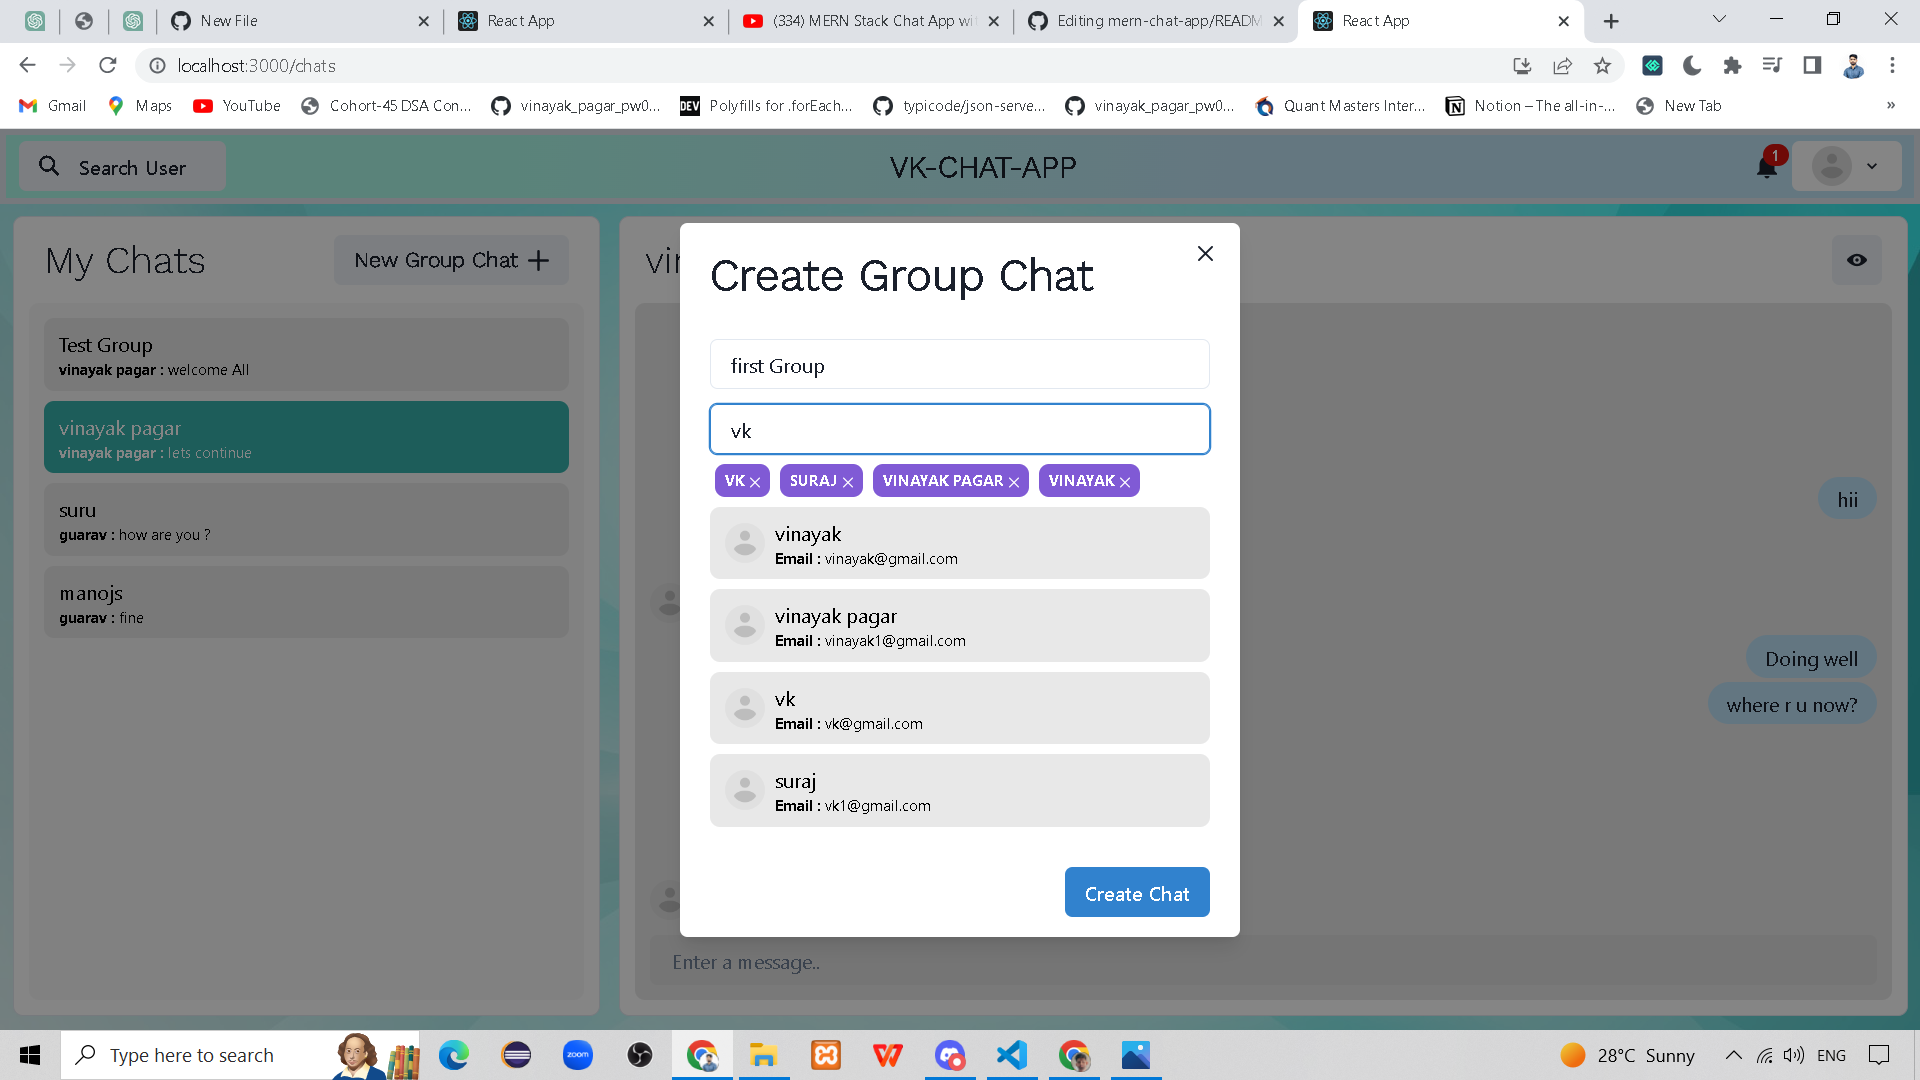 New File
React App
(334) MERN Stack Chat App wi
Editing mern-chat-app/READM
React App
localhost:3000/chats
Gmail
Maps
YouTube
Cohort-45 DSA Con...
vinayak_pagar_pw0...
DEV
Polyfills for .forEach...
typicode/json-serve...
vinayak_pagar_pw0...
Quant Masters Inter...
Notion – The all-in-...
New Tab
»
Search User
VK-CHAT-APP
1
My Chats
New Group Chat
Test Group
vinayak pagar : welcome All
vinayak pagar
vinayak pagar : lets continue
suru
guarav : how are you ?
manojs
guarav : fine
vi
Create Group Chat
first Group
vk
VK
SURAJ
VINAYAK PAGAR
VINAYAK
vinayak
Email : vinayak@gmail.com
vinayak pagar
Email : vinayak1@gmail.com
vk
Email : vk@gmail.com
suraj
Email : vk1@gmail.com
Create Chat
hii
Doing well
where r u now?
Enter a message..
Type here to search
zoom
28°C Sunny
ENG